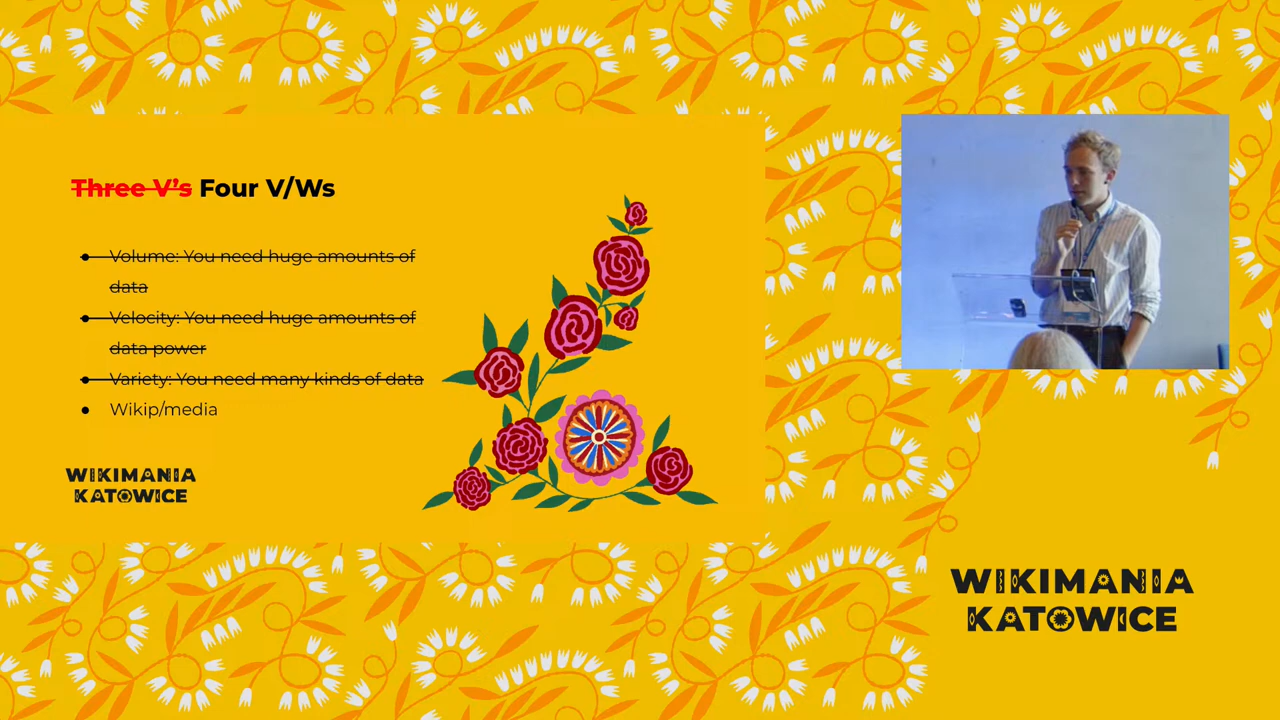 Three V's Four V/Ws
● Volume: You need huge amounts of
data
● Velocity: You need huge amounts of
data power
● Variety: You need many kinds of data
● Wikip/media
WIKIMANIA
KATOWICE
WIKIMANIA
KATOWICE